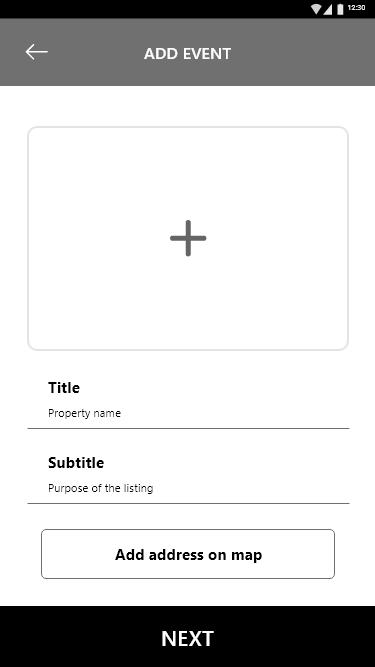 12:30
ADD EVENT
Title
Property name
Subtitle
Purpose of the listing
Add address on map
NEXT